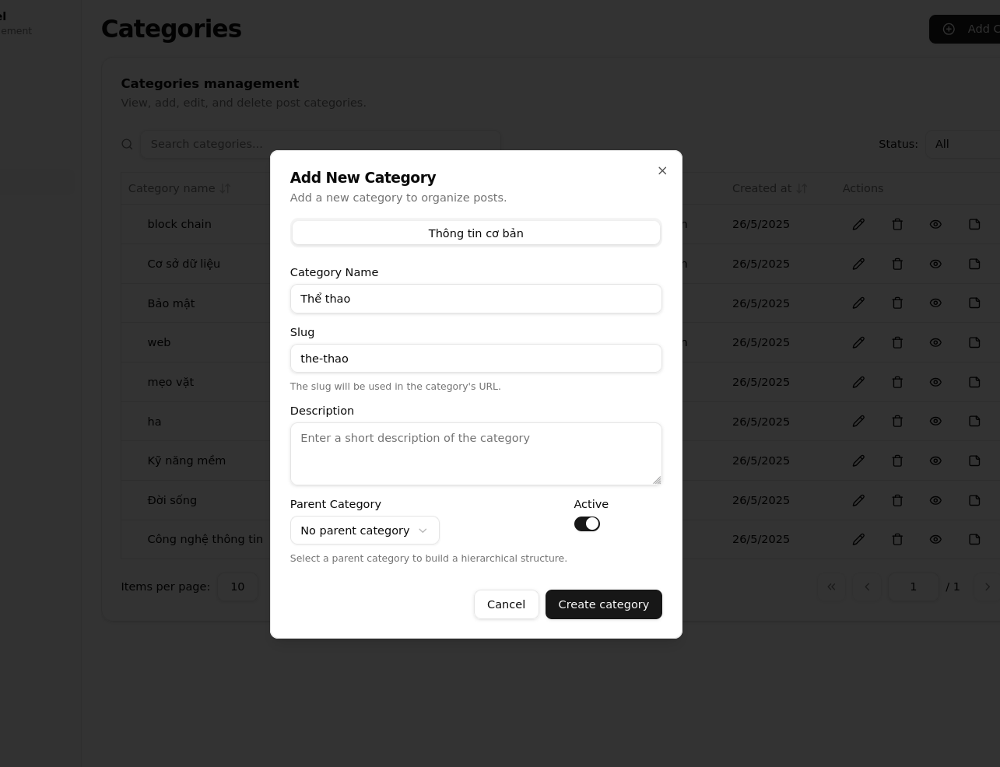 el
ement
Categories
Add C
Categories management
View, add, edit, and delete post categories.
Search categories...
Status:
All
Category name
Created at
Actions
block chain
n
26/5/2025
Cơ sở dữ liệu
n
26/5/2025
Bảo mật
26/5/2025
web
n
26/5/2025
mẹo vặt
26/5/2025
ha
26/5/2025
Kỹ năng mềm
26/5/2025
Đời sống
26/5/2025
Công nghệ thông tin
26/5/2025
Items per page:
10
1
/ 1
Add New Category
Add a new category to organize posts.
Thông tin cơ bản
Category Name
Thể thao
Slug
the-thao
The slug will be used in the category's URL.
Description
Enter a short description of the category
Parent Category
Active
No parent category
Select a parent category to build a hierarchical structure.
Cancel
Create category